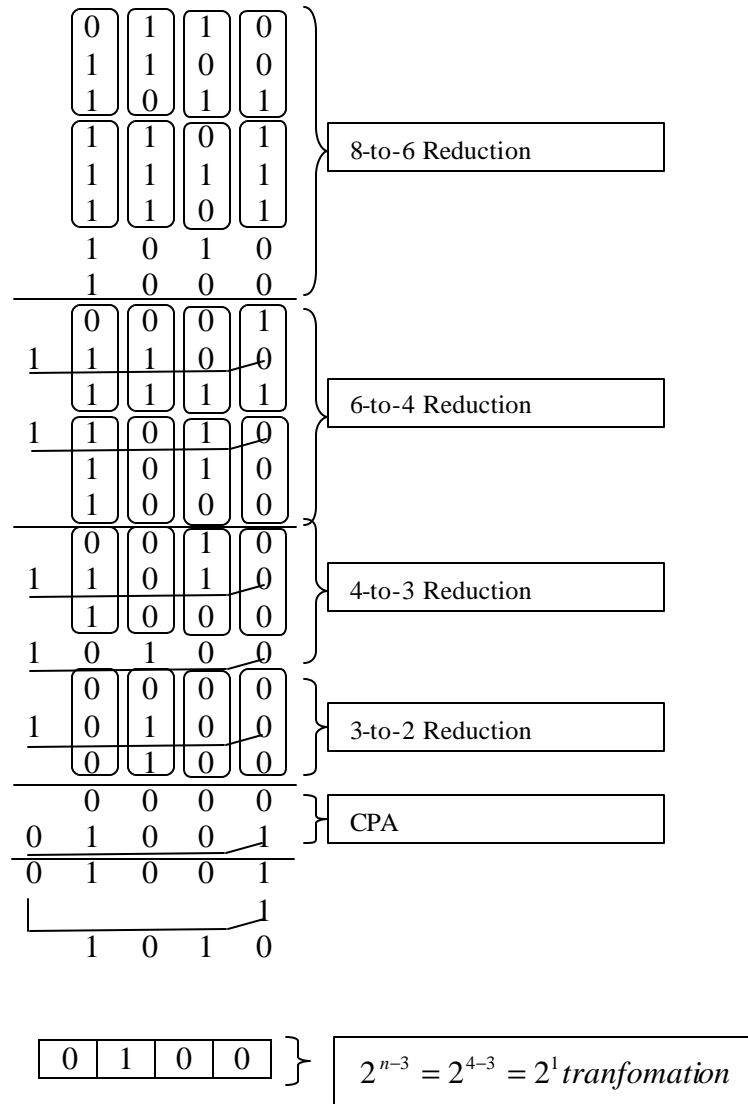 0 1 1 0
1 1 0 0
1 0 1 1
1 1 0 1
8-to-6 Reduction
1 1 1 1
1 1 0 1
1 0 1 0
1 0 0 0
0 0 0 1
1 1 1 0 0
1 1 1 1
6-to-4 Reduction
1 1 0 1 0
1 0 1 0
1 0 0 0
0 0 1 0
1 1 0 1 0
4-to-3 Reduction
1 0 0 0
1 0 1 0 0
0 0 0 0
1 0 1 0 0
3-to-2 Reduction
0 1 0 0
0 0 0 0
CPA
0 1 0 0 1
0 1 0 0 1
1
1 0 1 0
0 1 0 0
2^{n-3} = 2^{4-3} = 2^1 tranfomation